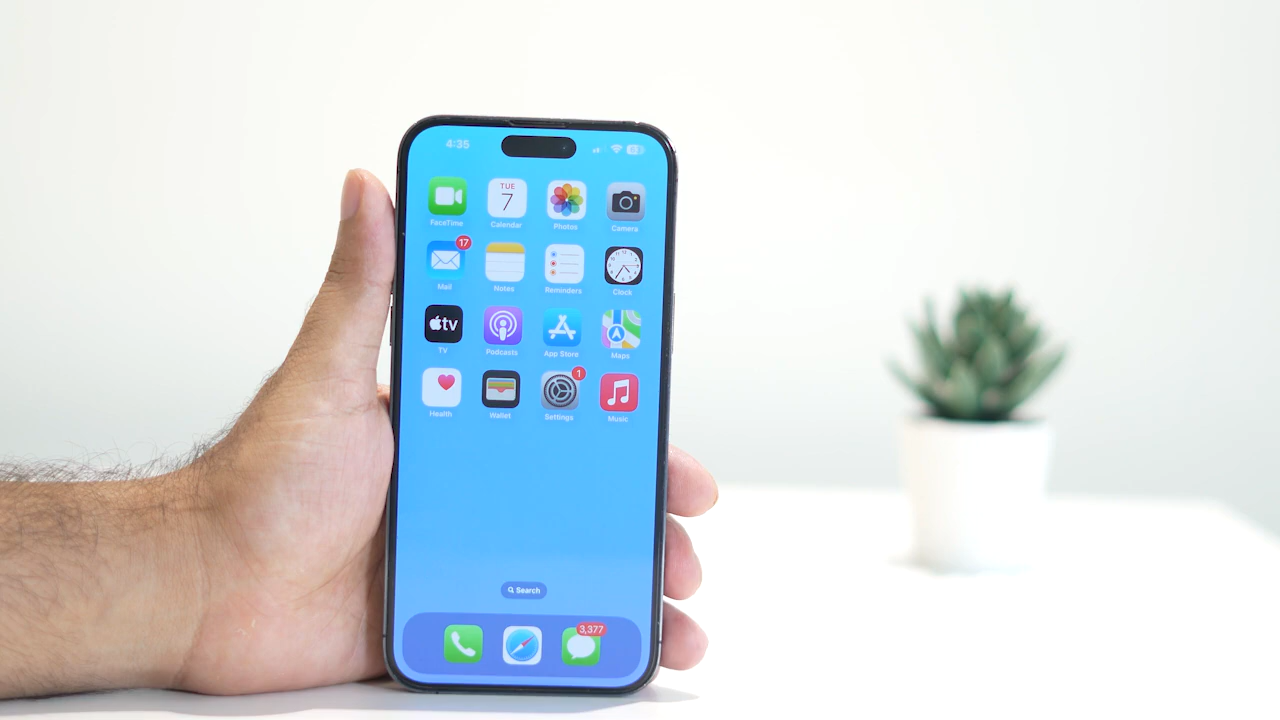 4:35
TUE
7
FaceTime Calendar Photos Camera
17
Mail Notes Reminders Clock
tv
TV Podcasts App Store Maps
1
Health Wallet Settings Music
Search
3,377